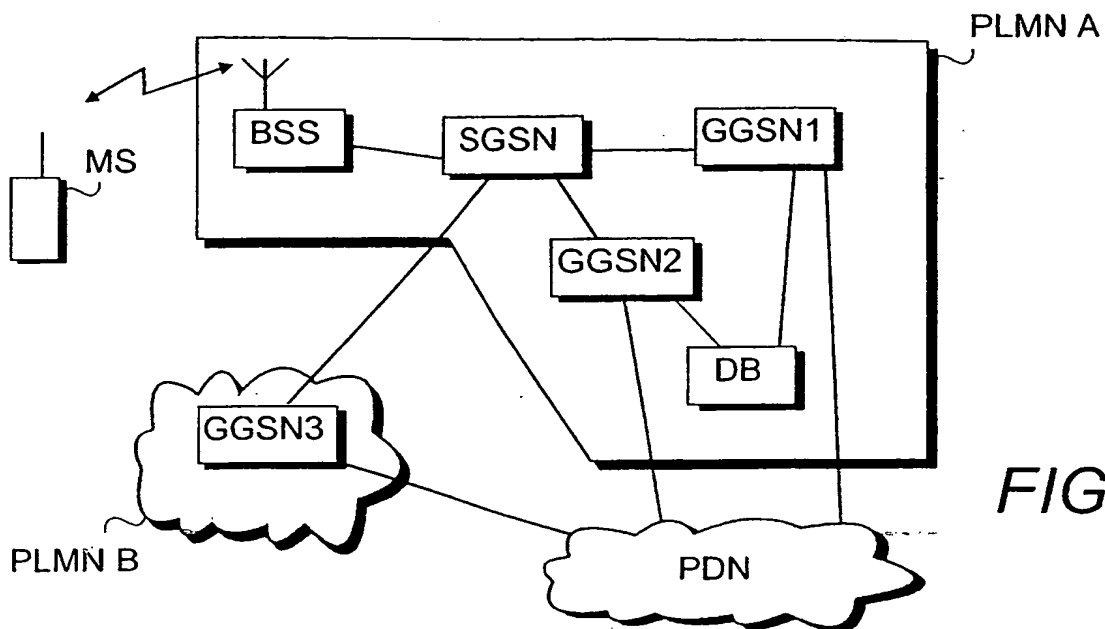 PLMN A
BSS
SGSN
GGSN1
MS
GGSN2
DB
GGSN3
FIG
PLMN B
PDN